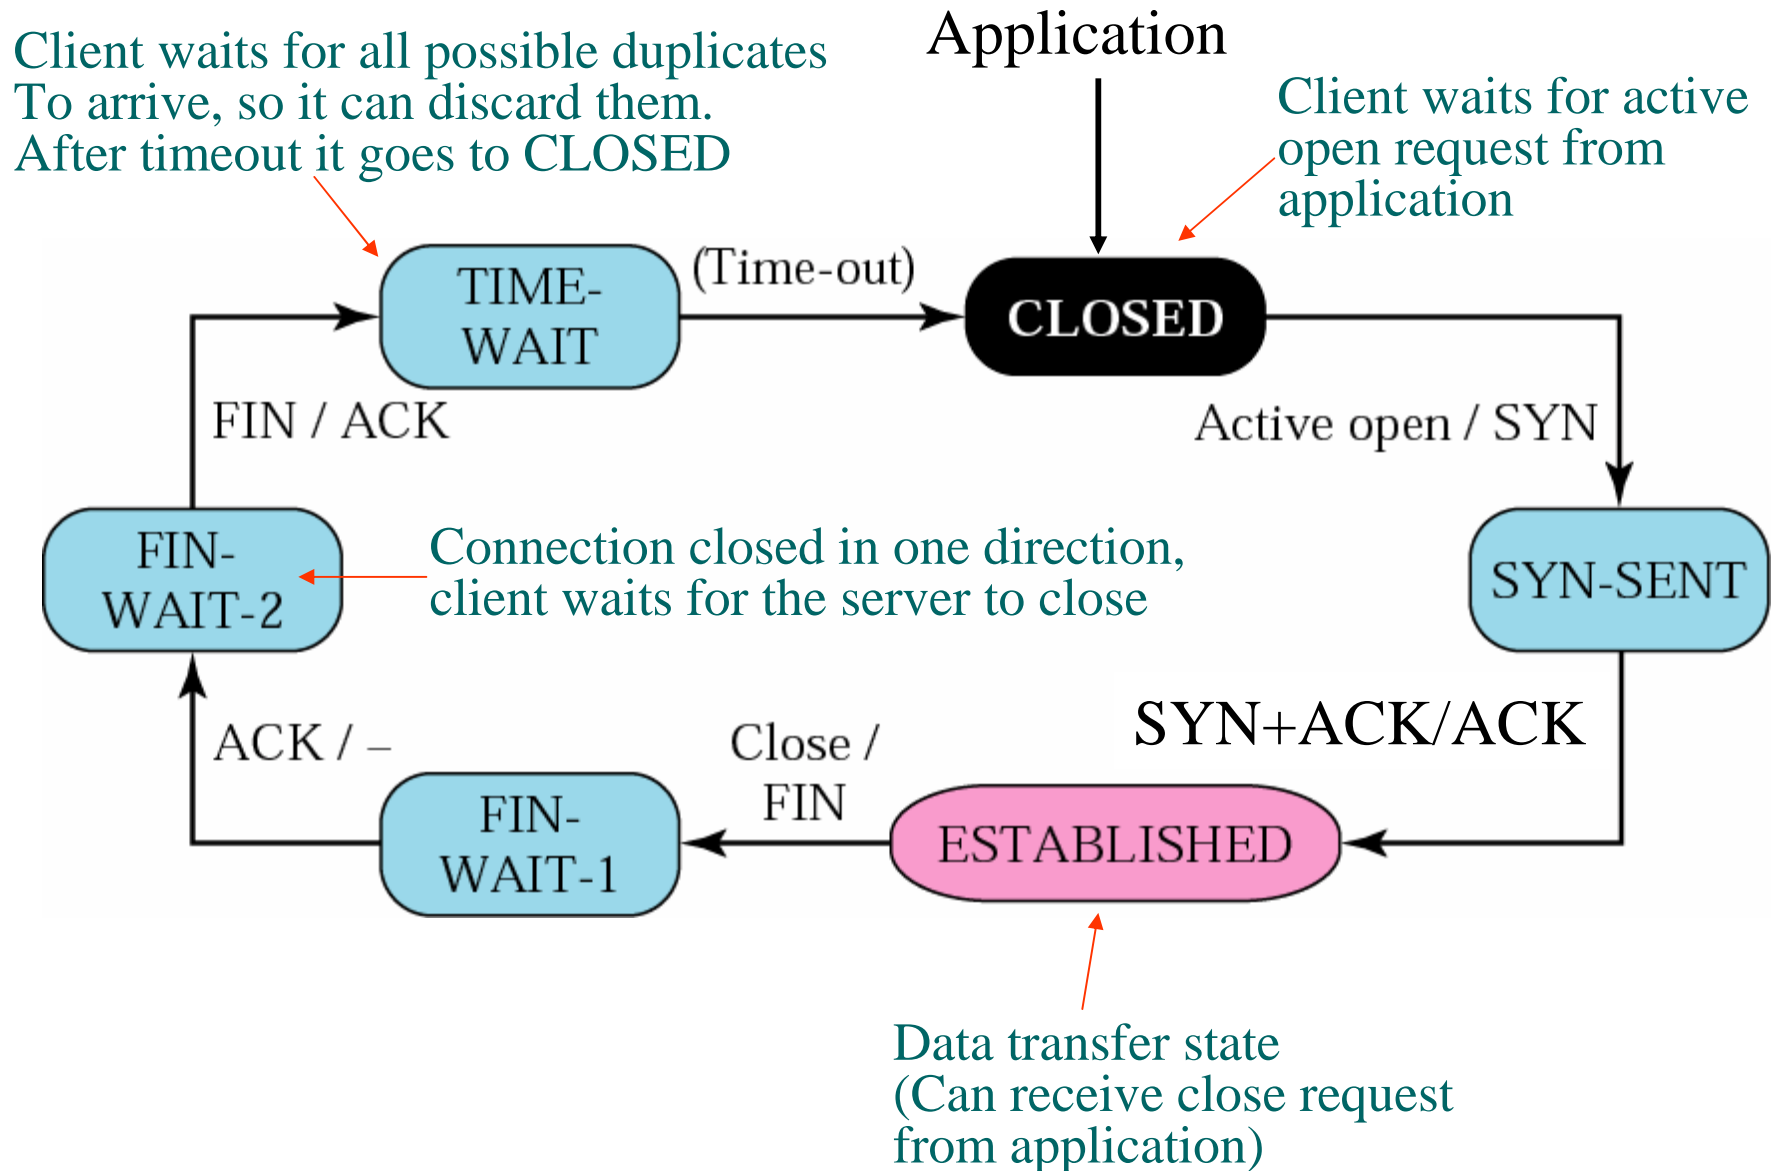 Client waits for all possible duplicates
To arrive, so it can discard them.
After timeout it goes to CLOSED
Application
Client waits for active
open request from
application
TIME-
WAIT
(Time-out)
CLOSED
FIN / ACK
Active open / SYN
FIN-
WAIT-2
Connection closed in one direction,
client waits for the server to close
SYN-SENT
ACK / –
Close /
FIN
SYN+ACK/ACK
FIN-
WAIT-1
ESTABLISHED
Data transfer state
(Can receive close request
from application)